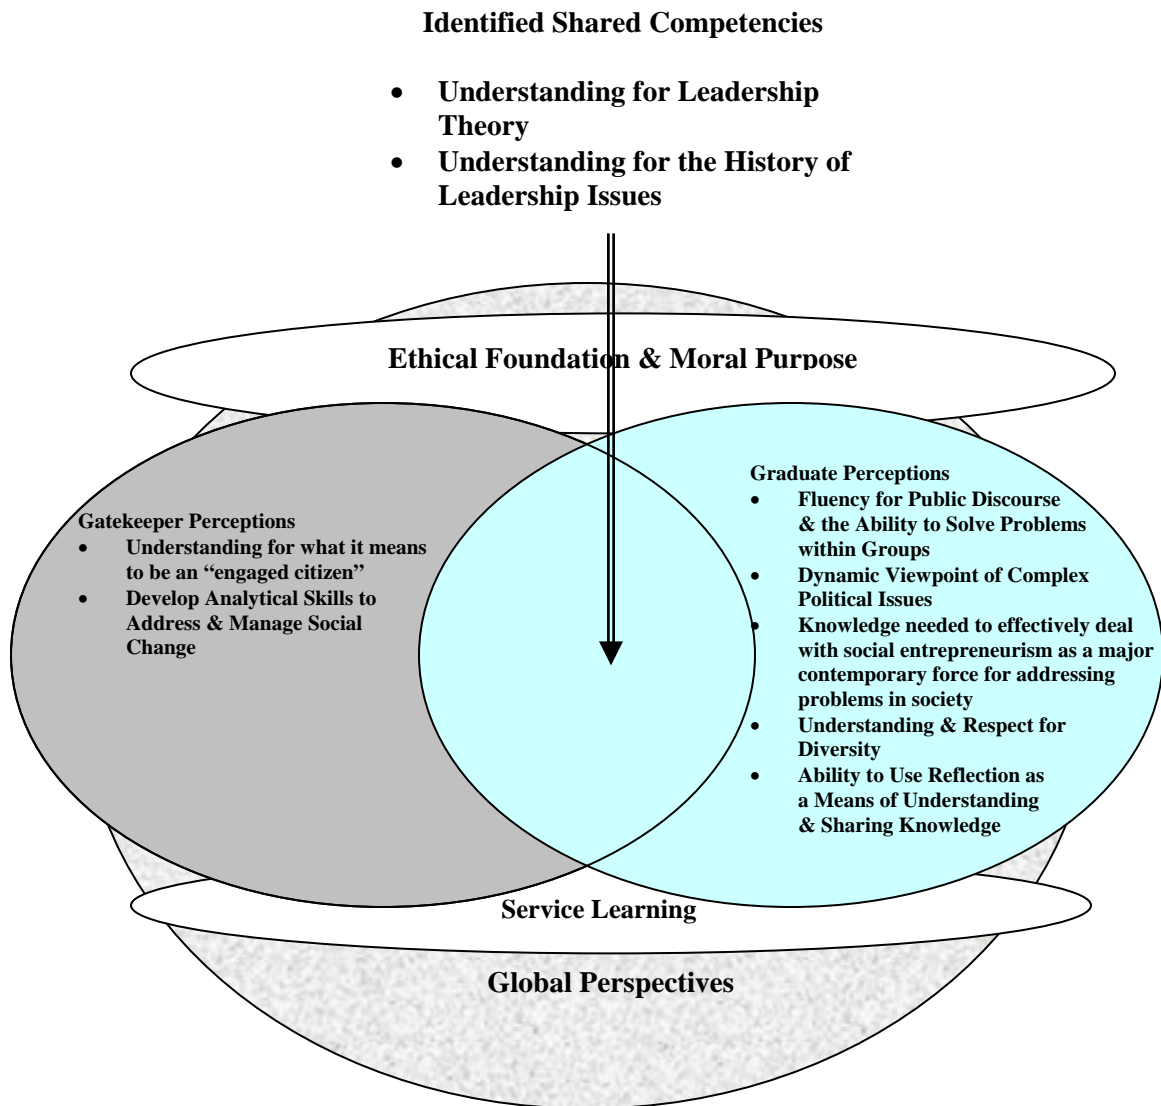 Identified Shared Competencies
• Understanding for Leadership
Theory
• Understanding for the History of
Leadership Issues
Ethical Foundation & Moral Purpose
Gatekeeper Perceptions
• Understanding for what it means
to be an “engaged citizen”
• Develop Analytical Skills to
Address & Manage Social
Change
Graduate Perceptions
• Fluency for Public Discourse
& the Ability to Solve Problems
within Groups
• Dynamic Viewpoint of Complex
Political Issues
• Knowledge needed to effectively deal
with social entrepreneurism as a major
contemporary force for addressing
problems in society
• Understanding & Respect for
Diversity
• Ability to Use Reflection as
a Means of Understanding
& Sharing Knowledge
Service Learning
Global Perspectives